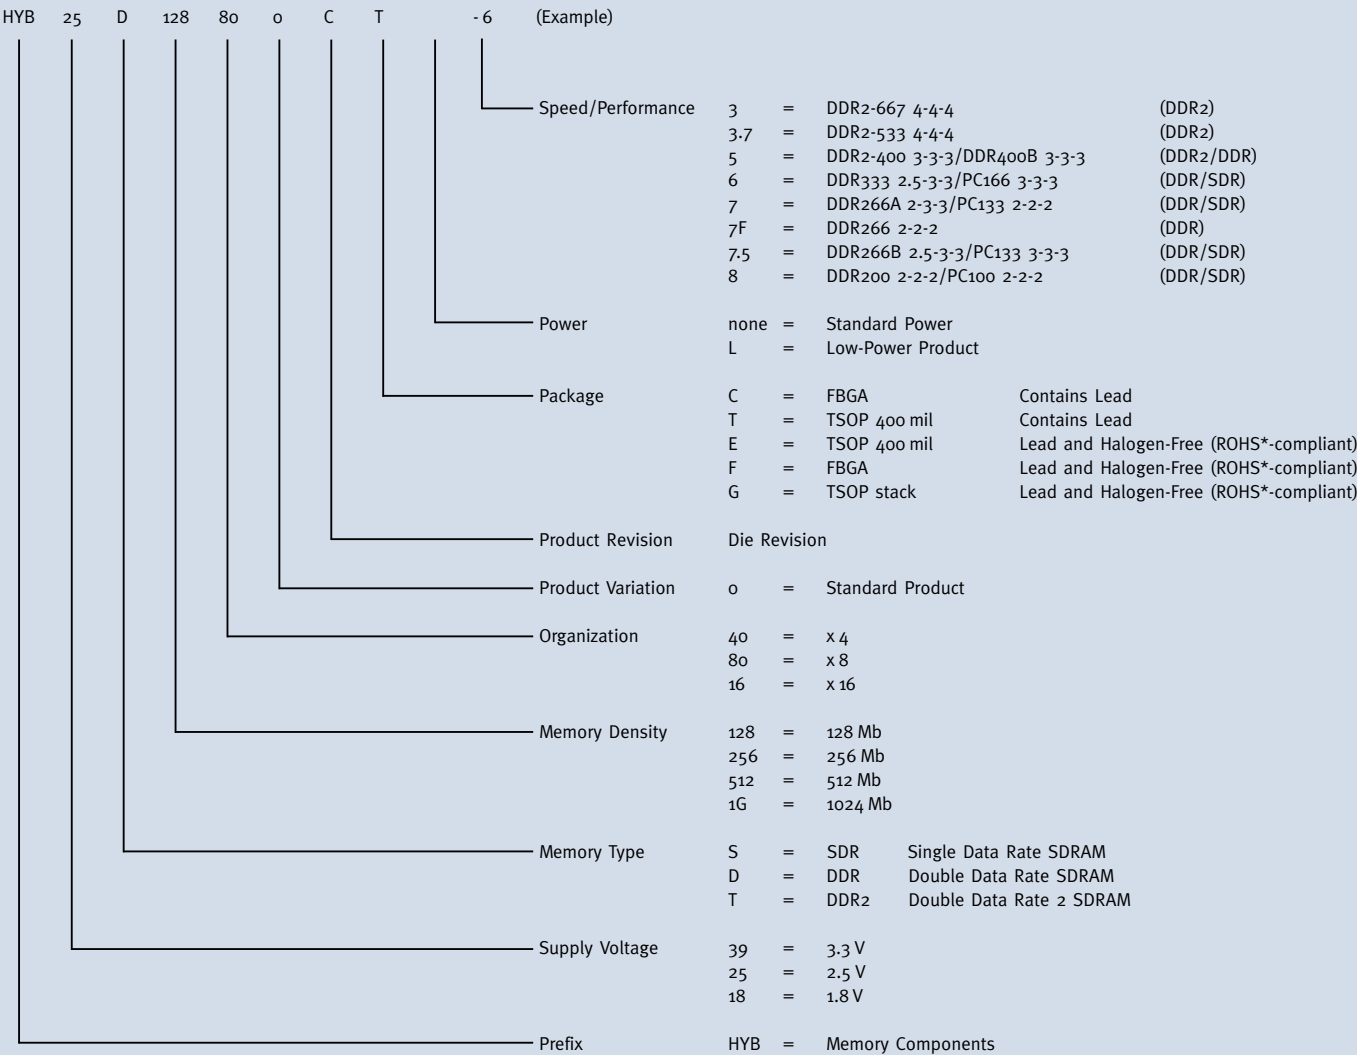 HYB 25 D 128 80 0 C T -6 (Example)
Speed/Performance 3 = DDR2-667 4-4-4 (DDR2)
3.7 = DDR2-533 4-4-4 (DDR2)
5 = DDR2-400 3-3-3/DDR400B 3-3-3 (DDR2/DDR)
6 = DDR333 2.5-3-3/PC166 3-3-3 (DDR/SDR)
7 = DDR266A 2-3-3/PC133 2-2-2 (DDR/SDR)
7F = DDR266 2-2-2 (DDR)
7.5 = DDR266B 2.5-3-3/PC133 3-3-3 (DDR/SDR)
8 = DDR200 2-2-2/PC100 2-2-2 (DDR/SDR)
Power none = Standard Power
L = Low-Power Product
Package C = FBGA Contains Lead
T = TSOP 400 mil Contains Lead
E = TSOP 400 mil Lead and Halogen-Free (ROHS*-compliant)
F = FBGA Lead and Halogen-Free (ROHS*-compliant)
G = TSOP stack Lead and Halogen-Free (ROHS*-compliant)
Product Revision Die Revision
Product Variation 0 = Standard Product
Organization 40 = x 4
80 = x 8
16 = x 16
Memory Density 128 = 128 Mb
256 = 256 Mb
512 = 512 Mb
1G = 1024 Mb
Memory Type S = SDR Single Data Rate SDRAM
D = DDR Double Data Rate SDRAM
T = DDR2 Double Data Rate 2 SDRAM
Supply Voltage 39 = 3.3 V
25 = 2.5 V
18 = 1.8 V
Prefix HYB = Memory Components